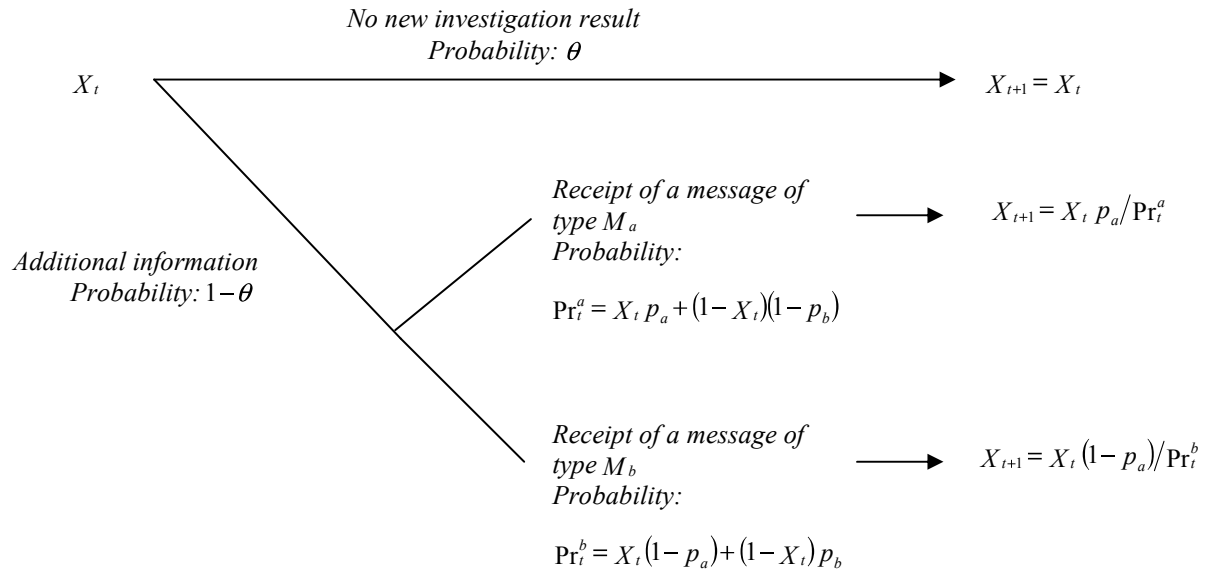 No new investigation result
Probability: θ
X_t
X_{t+1} = X_t
Receipt of a message of
type M_a
Probability:
Pr_t^a = X_t p_a + (1 − X_t)(1 − p_b)
X_{t+1} = X_t p_a / Pr_t^a
Additional information
Probability: 1 − θ
Receipt of a message of
type M_b
Probability:
Pr_t^b = X_t (1 − p_a) + (1 − X_t) p_b
X_{t+1} = X_t (1 − p_a) / Pr_t^b